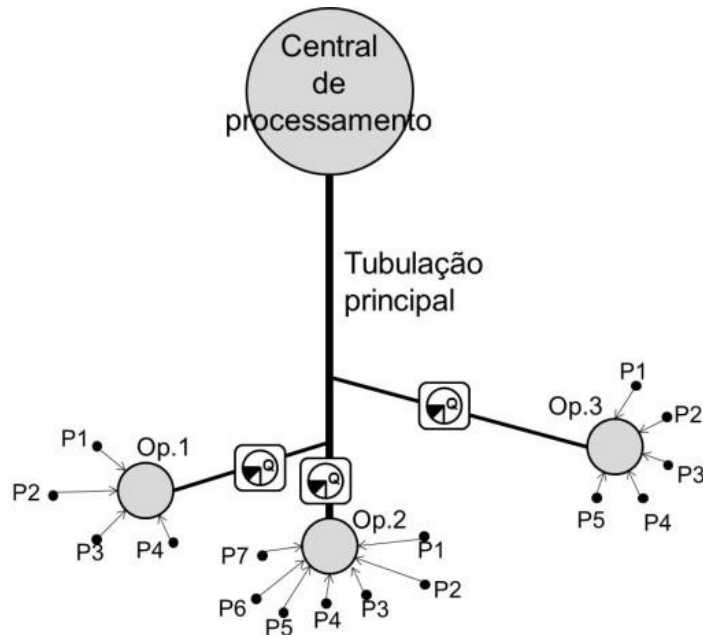 Central
de
processamento
Tubulação
principal
Op.1
P1
P2
P3
P4
Q
Op.2
P1
P2
P3
P4
P5
P6
P7
Q
Op.3
P1
P2
P3
P4
P5
Q